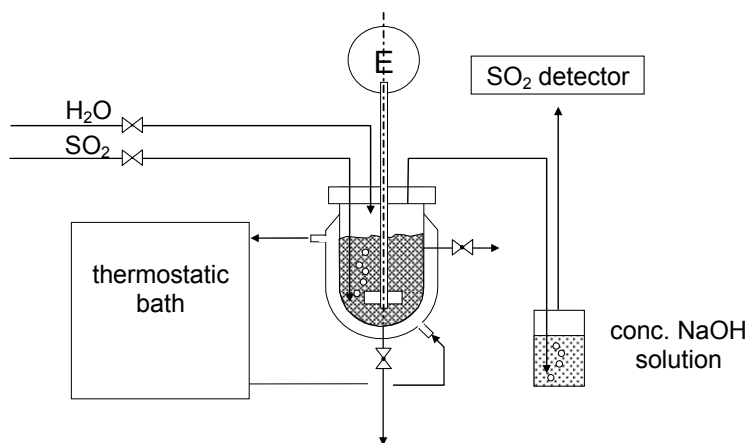 E
SO₂ detector
H₂O
SO₂
thermostatic
bath
conc. NaOH
solution